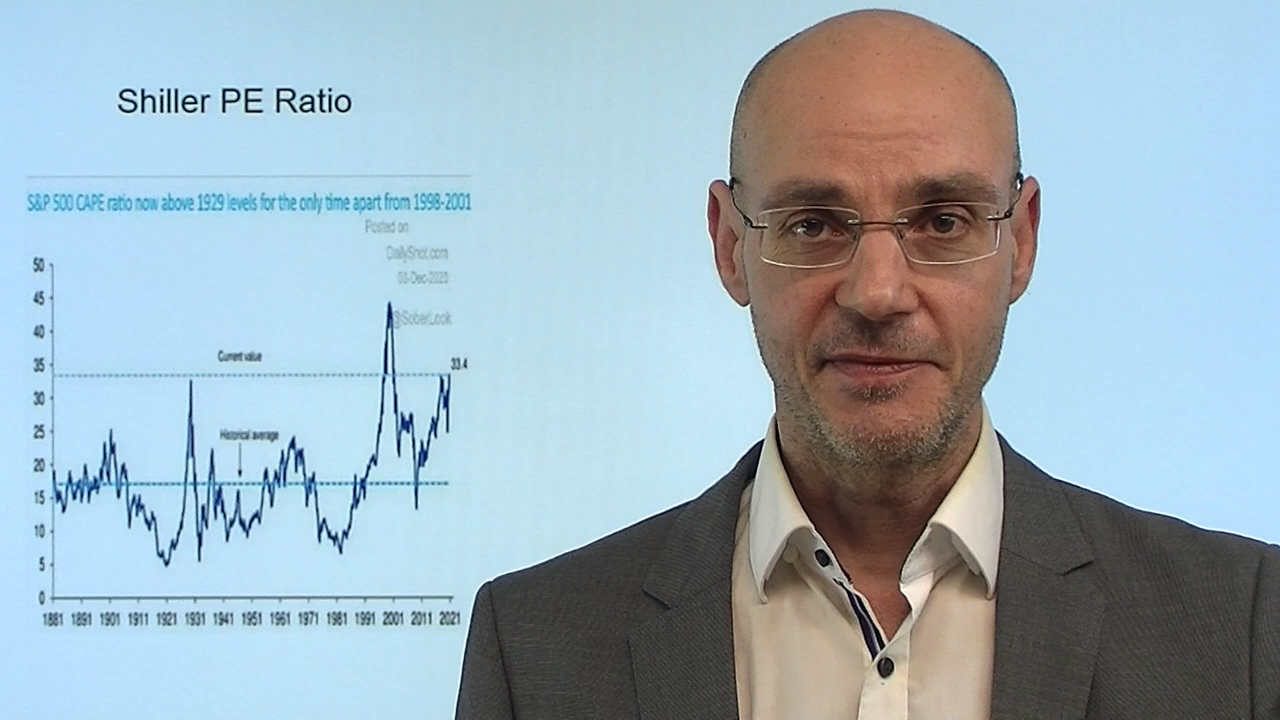 Shiller PE Ratio
S&P 500 CAPE ratio now above 1929 levels for the only time apart from 1998-2001
Posted on
DailyShot.com
03-Dec-2020
@SoberLook
50
45
40
35
30
25
20
15
10
5
0
Current value
33.4
Historical average
1881 1891 1901 1911 1921 1931 1941 1951 1961 1971 1981 1991 2001 2011 2021